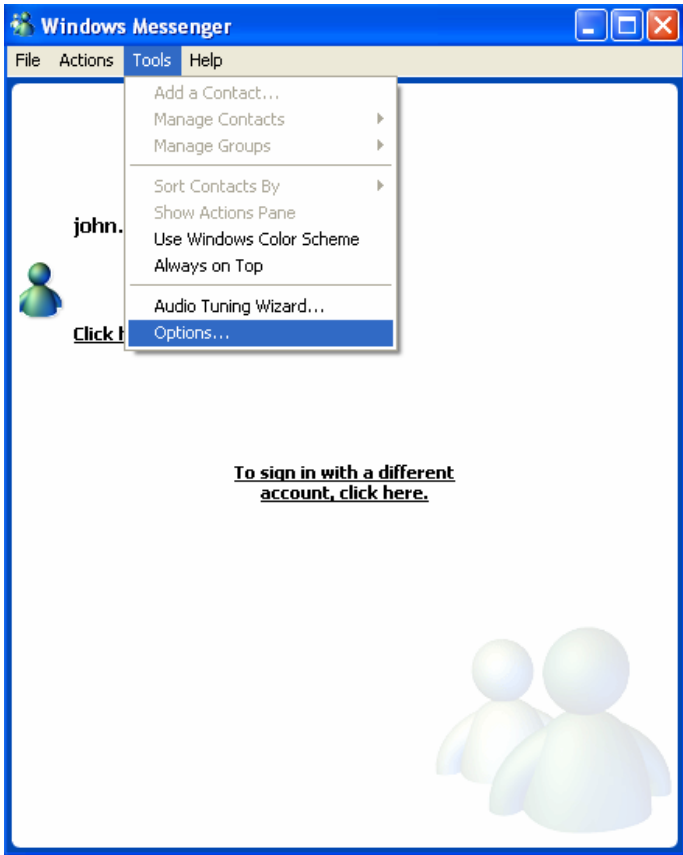 Windows Messenger
File Actions Tools Help
Add a Contact...
Manage Contacts
Manage Groups
Sort Contacts By
Show Actions Pane
john.
Use Windows Color Scheme
Always on Top
Audio Tuning Wizard...
Click
Options...
To sign in with a different
account, click here.